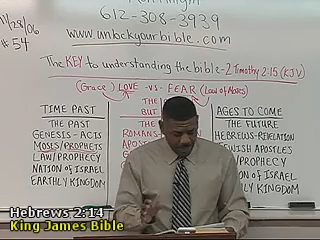 11/28/06
#54
612-308-3939
www.unlockyourbible.com
The KEY to understanding the bible-2 Timothy 2:15 (KJV)
(Grace) LOVE -vs- FEAR (Law of Moses)
TIME PAST
THE PAST
GENESIS - ACTS
MOSES/PROPHETS
LAW/PROPHECY
NATION of ISRAEL
EARTHLY KINGDOM
THE
BUT
THE
ROMANS
AGES TO COME
THE FUTURE
HEBREWS-REVELATION
APOSTLES
/PROPHECY
NATION of ISRAEL
EARTHLY KINGDOM
Hebrews 2:14
King James Bible